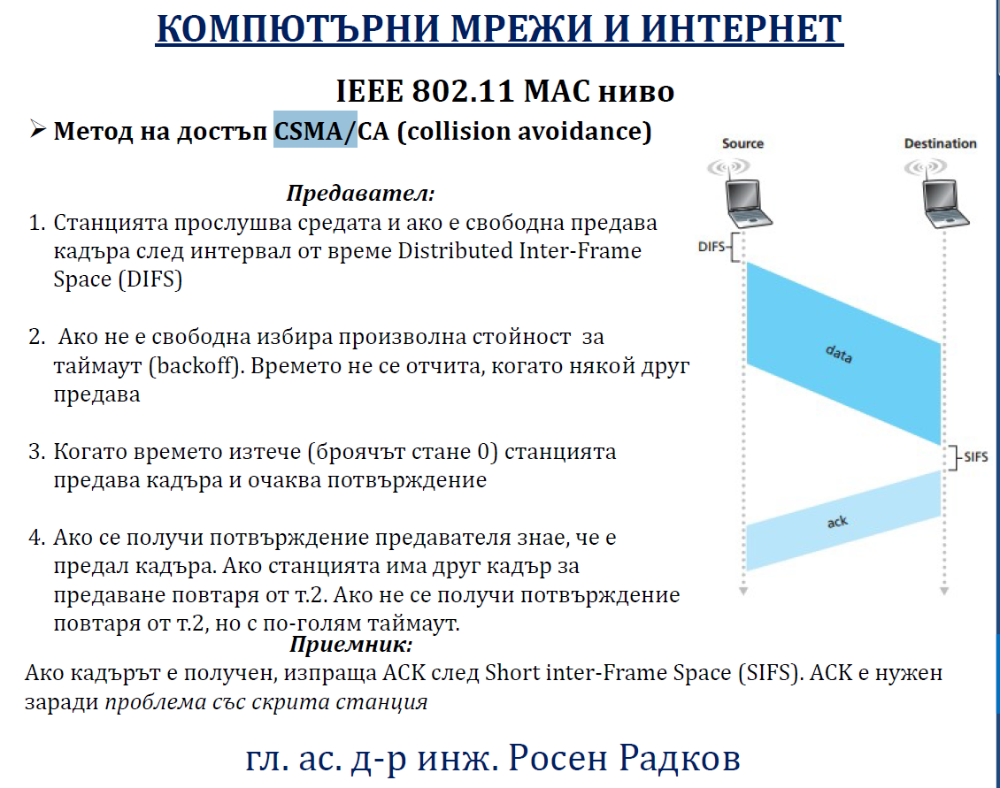 КОМПЮТЪРНИ МРЕЖИ И ИНТЕРНЕТ
IEEE 802.11 MAC ниво
➢ Метод на достъп CSMA/CA (collision avoidance)
Предавател:
1. Станцията прослушва средата и ако е свободна предава
кадъра след интервал от време Distributed Inter-Frame
Space (DIFS)
2. Ако не е свободна избира произволна стойност за
таймаут (backoff). Времето не се отчита, когато някой друг
предава
3. Когато времето изтече (броячът стане 0) станцията
предава кадъра и очаква потвърждение
4. Ако се получи потвърждение предавателя знае, че е
предал кадъра. Ако станцията има друг кадър за
предаване повтаря от т.2. Ако не се получи потвърждение
повтаря от т.2, но с по-голям таймаут.
Source
Destination
DIFS
data
SIFS
ack
Приемник:
Ако кадърът е получен, изпраща ACK след Short inter-Frame Space (SIFS). ACK е нужен
заради проблема със скрита станция
гл. ас. д-р инж. Росен Радков